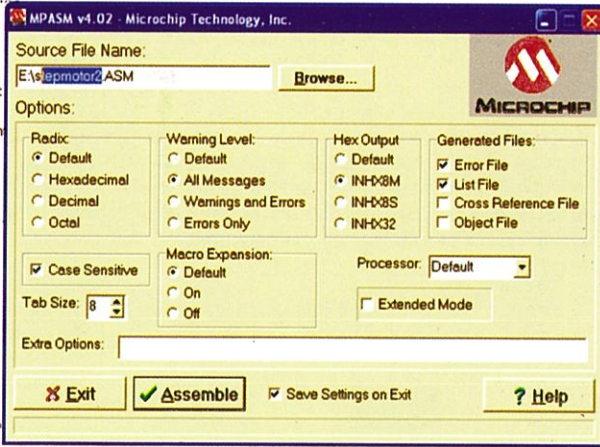 MPASM v4.02 - Microchip Technology, Inc.
Source File Name:
E:\stepmotor2.ASM
Browse...
MICROCHIP
Options:
Radix:
Default
Hexadecimal
Decimal
Octal
Warning Level:
Default
All Messages
Warnings and Errors
Errors Only
Hex Output
Default
INHX8M
INHX8S
INHX32
Generated Files:
Error File
List File
Cross Reference File
Object File
Case Sensitive
Tab Size: 8
Macro Expansion:
Default
On
Off
Processor: Default
Extended Mode
Extra Options:
Exit
Assemble
Save Settings on Exit
? Help